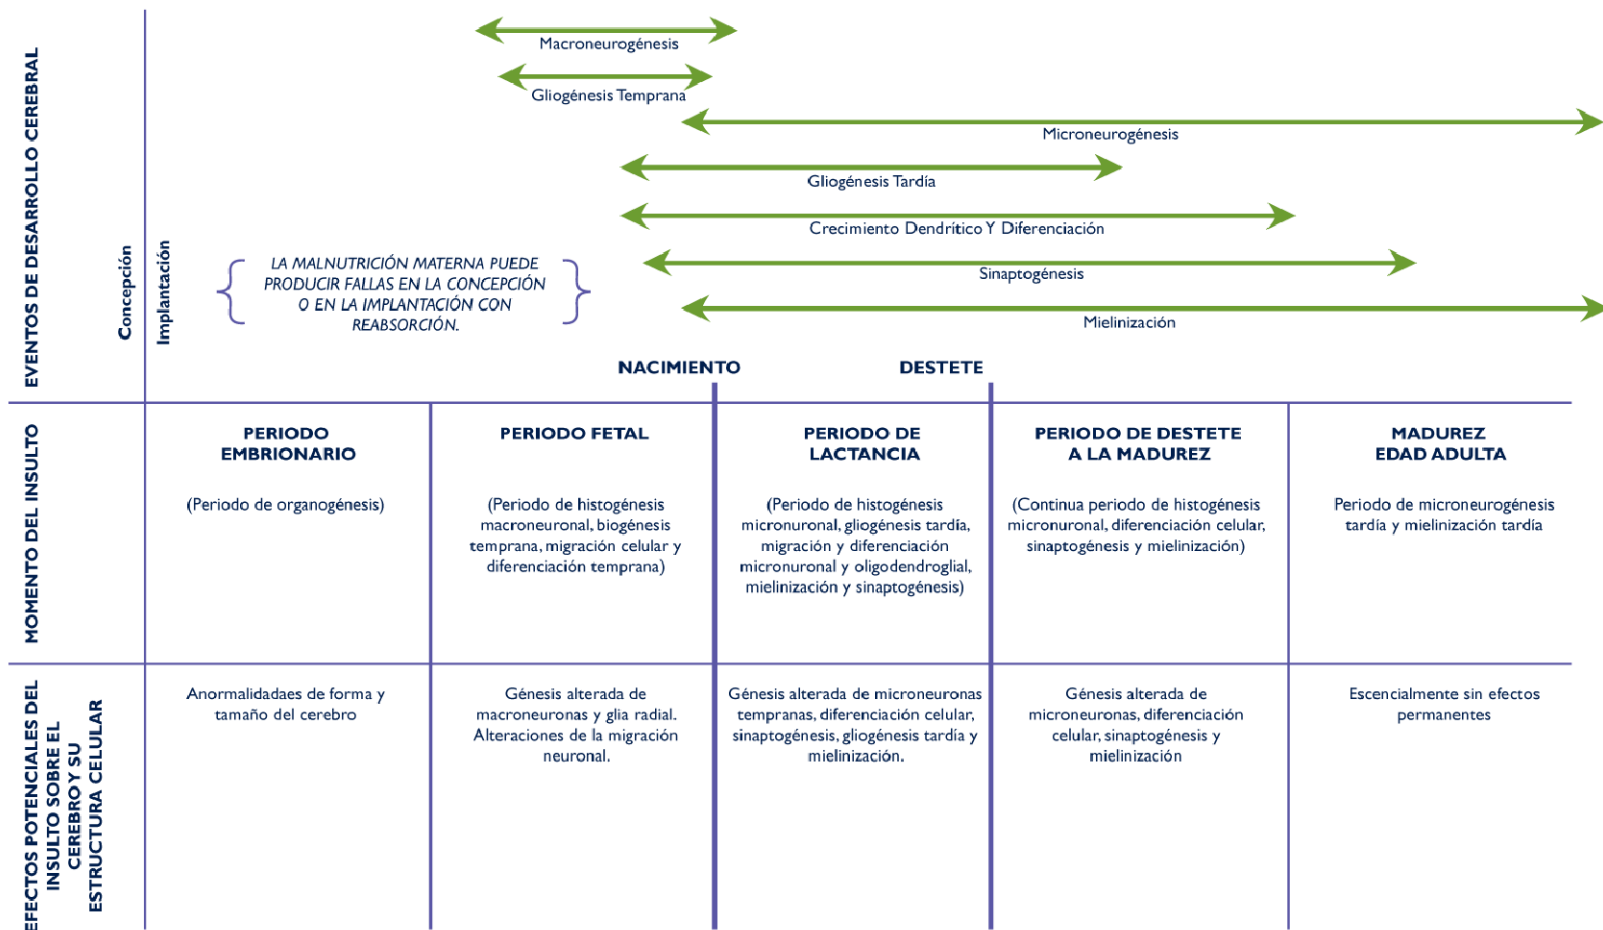 EVENTOS DE DESARROLLO CEREBRAL
Macroneurogénesis
Gliogénesis Temprana
Microneurogénesis
Gliogénesis Tardía
Crecimiento Dendrítico Y Diferenciación
Sinaptogénesis
Mielinización
Concepción
Implantación
LA MALNUTRICIÓN MATERNA PUEDE
PRODUCIR FALLAS EN LA CONCEPCIÓN
O EN LA IMPLANTACIÓN CON
REABSORCIÓN.
NACIMIENTO
DESTETE
MOMENTO DEL INSULTO
PERIODO
EMBRIONARIO
(Periodo de organogénesis)
PERIODO FETAL
(Periodo de histogénesis
macroneuronal, biogénesis
temprana, migración celular y
diferenciación temprana)
PERIODO DE
LACTANCIA
(Periodo de histogénesis
micronuronal, gliogénesis tardía,
migración y diferenciación
micronuronal y oligodendroglial,
mielinización y sinaptogénesis)
PERIODO DE DESTETE
A LA MADUREZ
(Continua periodo de histogénesis
micronuronal, diferenciación celular,
sinaptogénesis y mielinización)
MADUREZ
EDAD ADULTA
Periodo de microneurogénesis
tardía y mielinización tardía
EFECTOS POTENCIALES DEL
INSULTO SOBRE EL
CEREBRO Y SU
ESTRUCTURA CELULAR
Anormalidadaes de forma y
tamaño del cerebro
Génesis alterada de
macroneuronas y glia radial.
Alteraciones de la migración
neuronal.
Génesis alterada de microneuronas
tempranas, diferenciación celular,
sinaptogénesis, gliogénesis tardía y
mielinización.
Génesis alterada de
microneuronas, diferenciación
celular, sinaptogénesis y
mielinización
Escencialmente sin efectos
permanentes